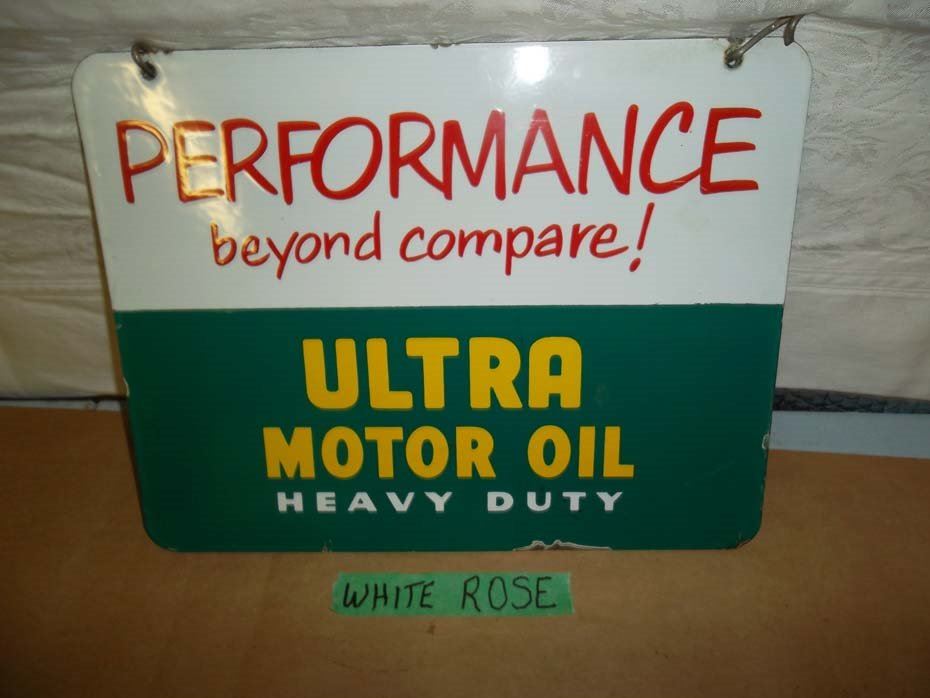 PERFORMANCE
beyond compare!
ULTRA
MOTOR OIL
HEAVY DUTY
WHITE ROSE